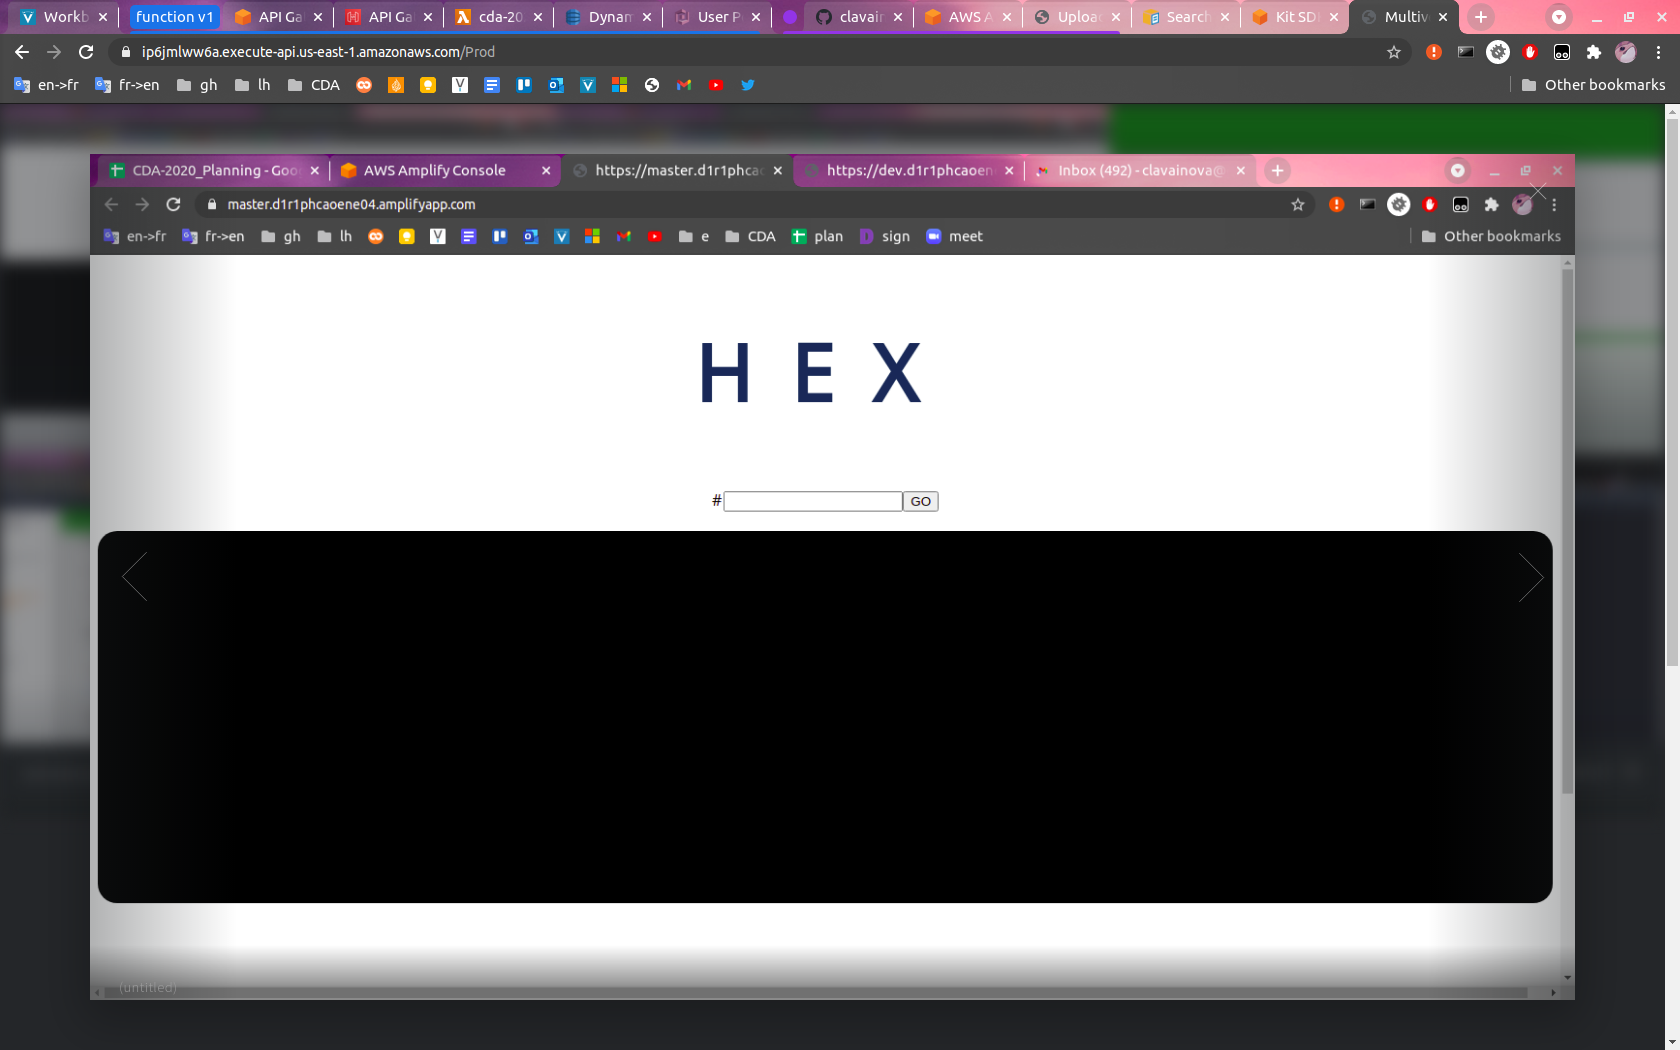 Workb function v1 API Ga API Ga cda-20 Dynam User P clavair AWS A Uploa Search Kit SD Multiv
ip6jmlww6a.execute-api.us-east-1.amazonaws.com/Prod
en->fr fr->en gh lh CDA Other bookmarks
CDA-2020_Planning - Goo AWS Amplify Console https://master.d1r1phcao https://dev.d1r1phcaoen Inbox (492) - clavainova@
master.d1r1phcaoene04.amplifyapp.com
en->fr fr->en gh lh e CDA plan sign meet Other bookmarks
H E X
# GO
(untitled)